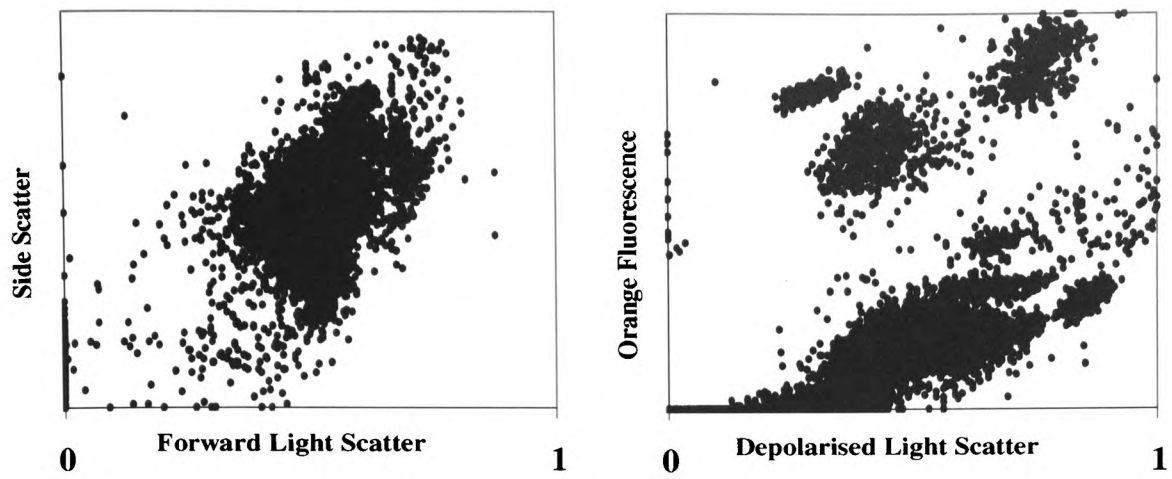 Side Scatter
Forward Light Scatter
0
1
Orange Fluorescence
Depolarised Light Scatter
0
1